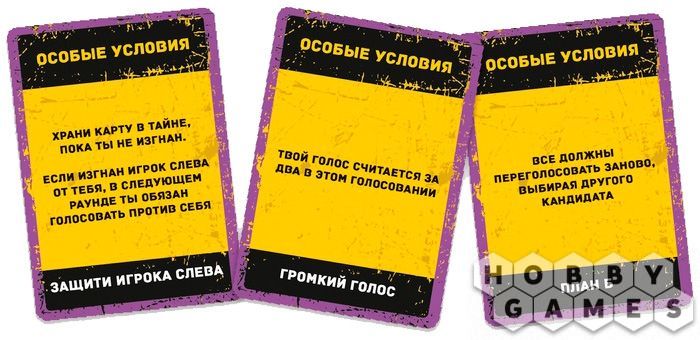 ОСОБЫЕ УСЛОВИЯ
ХРАНИ КАРТУ В ТАЙНЕ,
ПОКА ТЫ НЕ ИЗГНАН.
ЕСЛИ ИЗГНАН ИГРОК СЛЕВА
ОТ ТЕБЯ, В СЛЕДУЮЩЕМ
РАУНДЕ ТЫ ОБЯЗАН
ГОЛОСОВАТЬ ПРОТИВ СЕБЯ
ЗАЩИТИ ИГРОКА СЛЕВА
ОСОБЫЕ УСЛОВИЯ
ТВОЙ ГОЛОС СЧИТАЕТСЯ ЗА
ДВА В ЭТОМ ГОЛОСОВАНИИ
ГРОМКИЙ ГОЛОС
ОСОБЫЕ УСЛОВИЯ
ВСЕ ДОЛЖНЫ
ПЕРЕГОЛОСОВАТЬ ЗАНОВО,
ВЫБИРАЯ ДРУГОГО
КАНДИДАТА
ПЛАН Б
HOBBY
GAMES